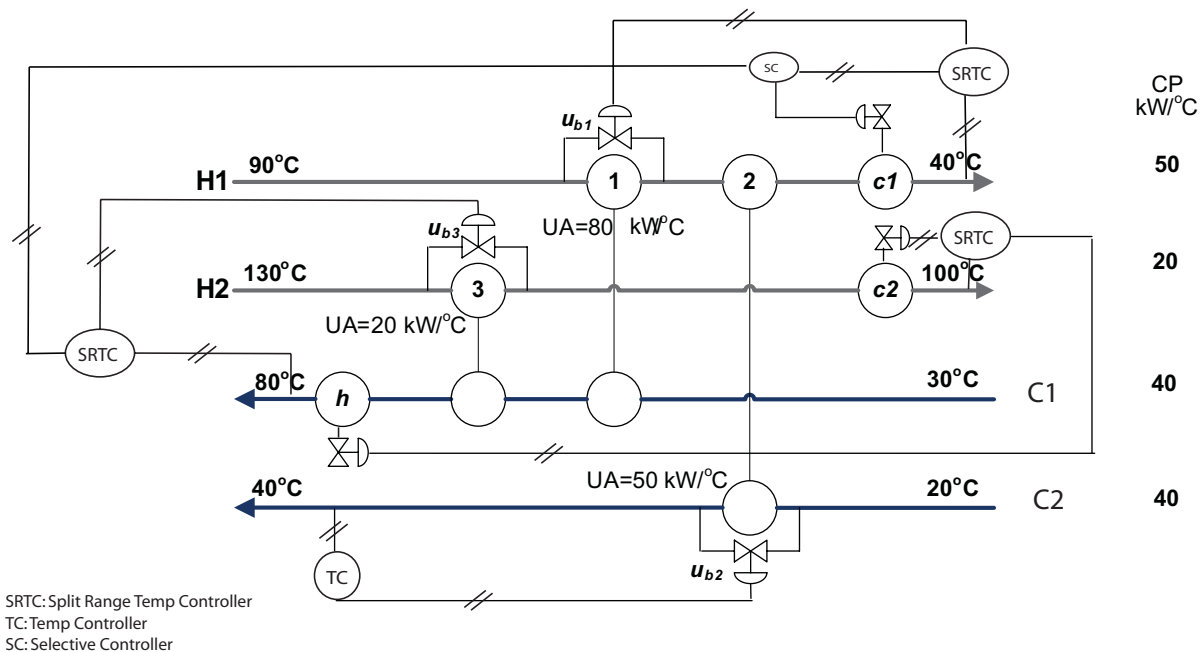 SC
SRTC
CP
kW/°C
u_b1
H1 90°C 1 2 c1 40°C 50
UA=80 kW/°C
u_b3
SRTC
H2 130°C 3 c2 100°C 20
UA=20 kW/°C
SRTC
80°C h 30°C C1 40
UA=50 kW/°C
40°C 20°C C2 40
u_b2
TC
SRTC: Split Range Temp Controller
TC: Temp Controller
SC: Selective Controller